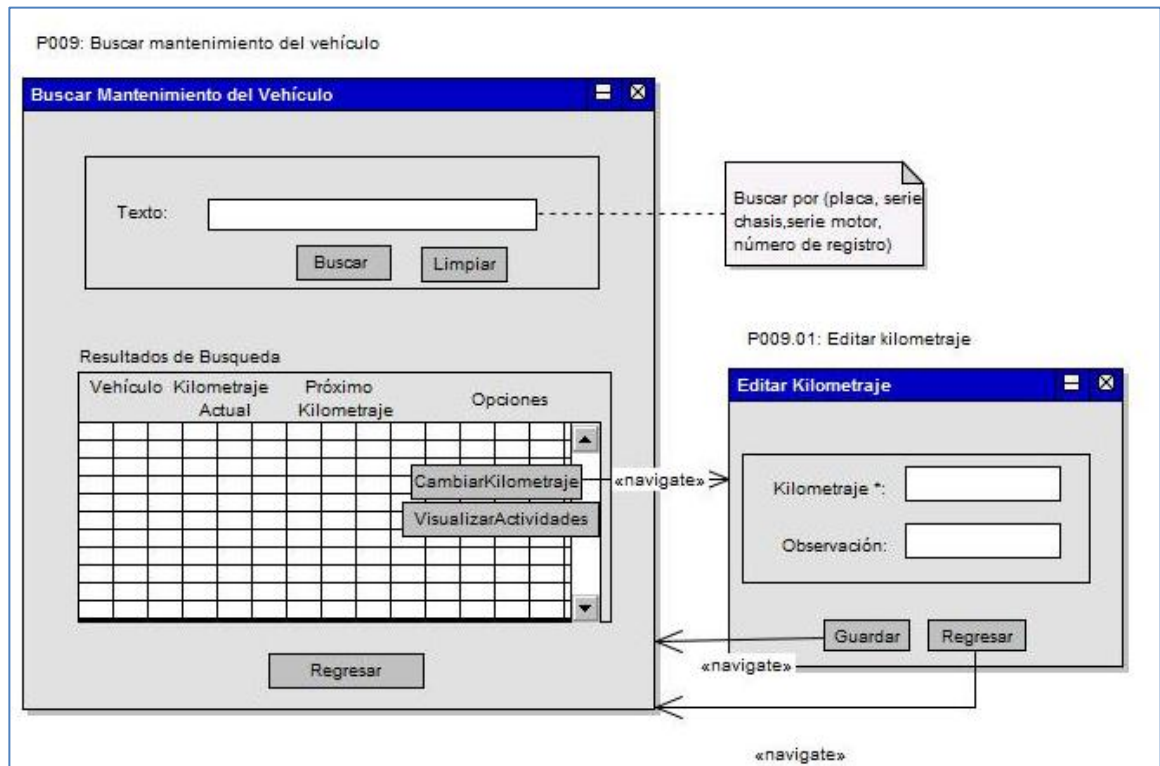 P009: Buscar mantenimiento del vehículo
Buscar Mantenimiento del Vehículo
Texto:
Buscar
Limpiar
Buscar por (placa, serie
chasis,serie motor,
número de registro)
Resultados de Busqueda
Vehículo Kilometraje Próximo Opciones
Actual Kilometraje
CambiarKilometraje
VisualizarActividades
Regresar
«navigate»
P009.01: Editar kilometraje
Editar Kilometraje
Kilometraje *:
Observación:
Guardar
Regresar
«navigate»
«navigate»